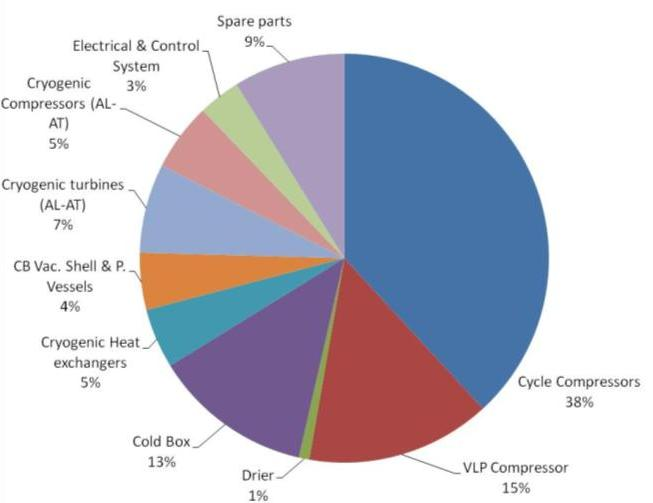 Spare parts
9%
Electrical & Control
System
3%
Cryogenic
Compressors (AL-
AT)
5%
Cryogenic turbines
(AL-AT)
7%
CB Vac. Shell & P.
Vessels
4%
Cryogenic Heat
exchangers
5%
Cold Box
13%
Drier
1%
VLP Compressor
15%
Cycle Compressors
38%